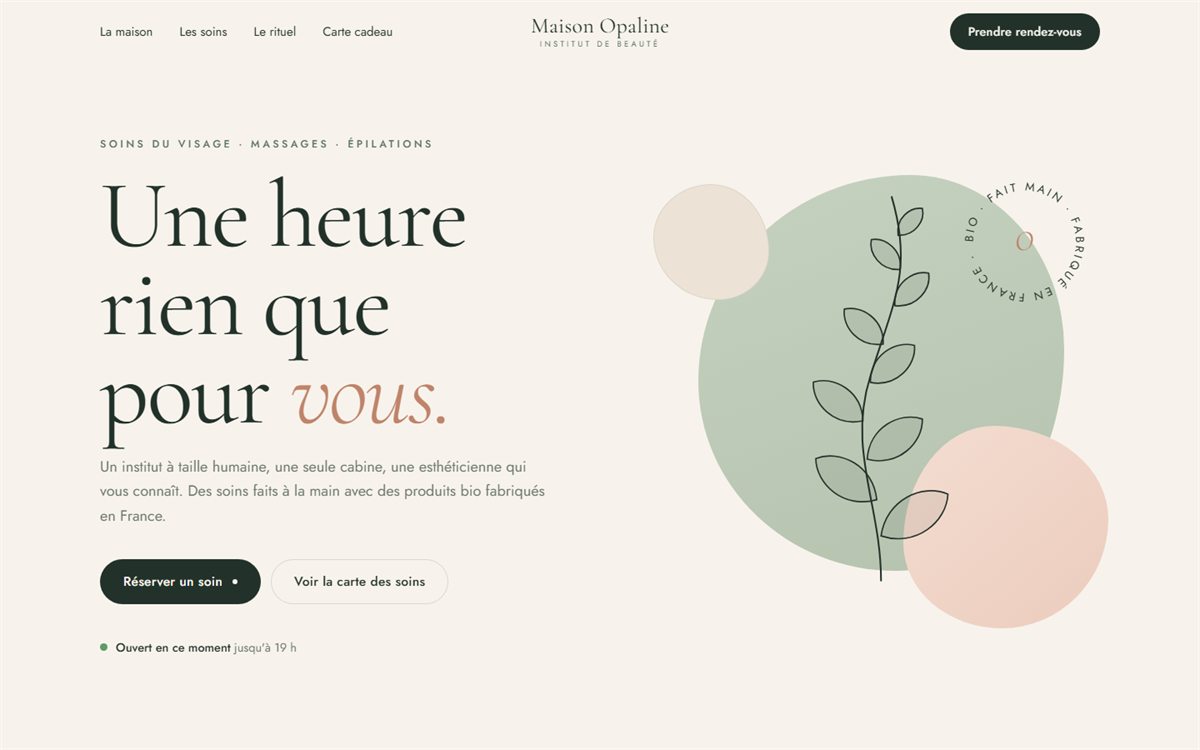 La maison
Les soins
Le rituel
Carte cadeau
Maison Opaline
INSTITUT DE BEAUTÉ
Prendre rendez-vous
SOINS DU VISAGE · MASSAGES · ÉPILATIONS
Une heure
rien que
pour vous.
Un institut à taille humaine, une seule cabine, une esthéticienne qui
vous connaît. Des soins faits à la main avec des produits bio fabriqués
en France.
Réserver un soin
Voir la carte des soins
Ouvert en ce moment jusqu'à 19 h
FAIT MAIN · FABRIQUÉ EN FRANCE · BIO ·
O